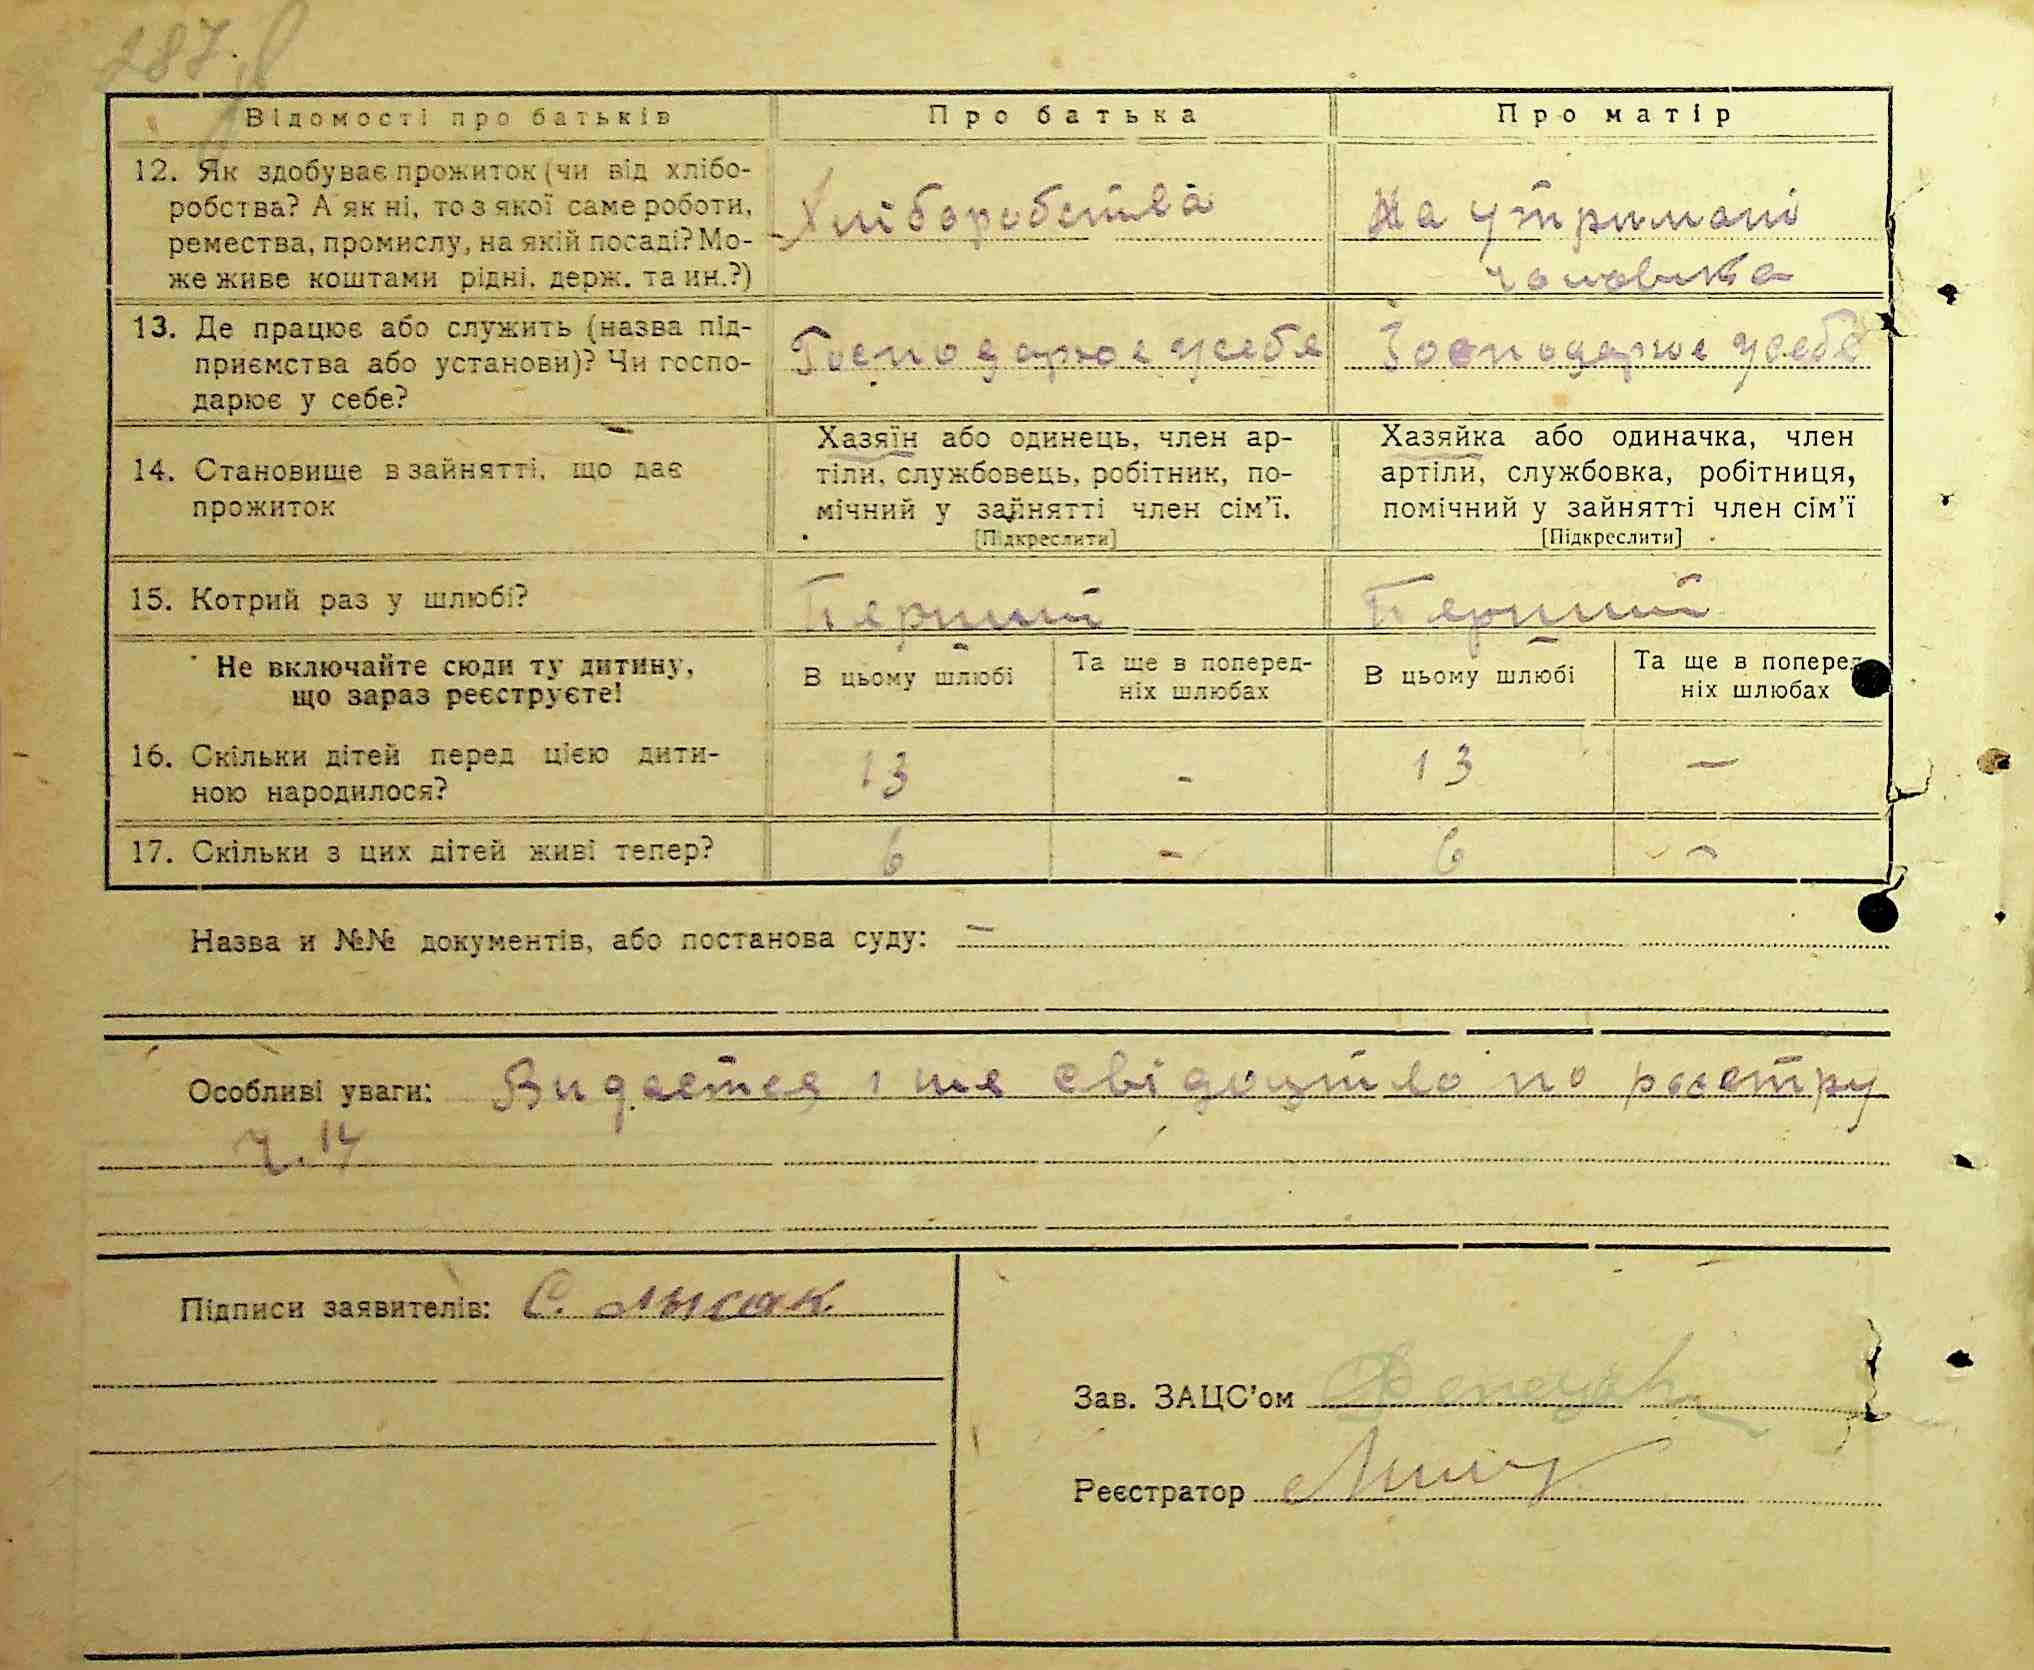 287
Відомості про батьків
Про батька
Про матір
12. Як здобуває прожиток (чи від хлібо-
робства? А як ні, то з якої саме роботи,
ремества, промислу, на якій посаді? Мо-
же живе коштами рідні, держ. та ин.?)
Хліборобства
На утримані
чоловіка
13. Де працює або служить (назва під-
приємства або установи)? Чи госпо-
дарює у себе?
Господарює у себе
Господарює у себе
14. Становище в зайнятті, що дає
прожиток
Хазяїн або одинець, член ар-
тіли, службовець, робітник, по-
мічний у зайнятті член сім'ї.
[Підкреслити]
Хазяйка або одиначка, член
артіли, службовка, робітниця,
помічний у зайнятті член сім'ї
[Підкреслити]
15. Котрий раз у шлюбі?
Перший
Перший
Не включайте сюди ту дитину,
що зараз реєструєте!
В цьому шлюбі
Та ще в поперед-
ніх шлюбах
В цьому шлюбі
Та ще в поперед-
ніх шлюбах
16. Скільки дітей перед цією дити-
ною народилося?
13 - 13 -
17. Скільки з цих дітей живі тепер?
6 - 6 -
Назва и №№ документів, або постанова суду: -
Особливі уваги: Видається 1 ше свідоцтво по реєстру
ч. 14
Підписи заявителів: С. Лысак.
Зав. ЗАЦС'ом
Реєстратор